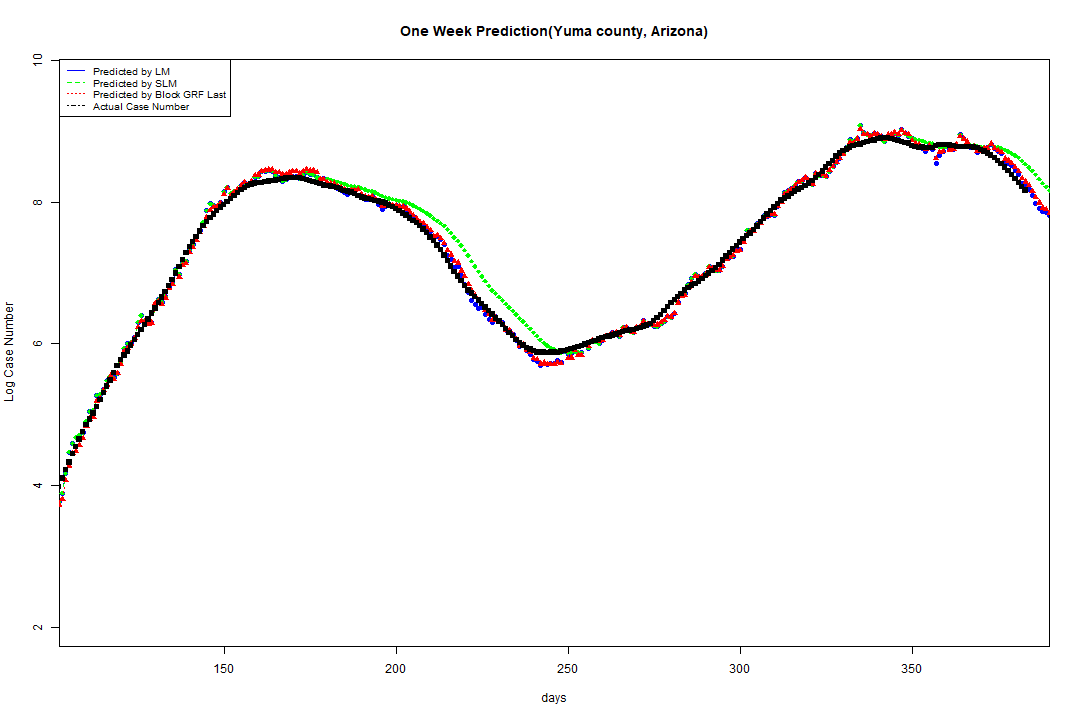 One Week Prediction(Yuma county, Arizona)
Predicted by LM
Predicted by SLM
Predicted by Block GRF Last
Actual Case Number
10
8
6
4
2
Log Case Number
150 200 250 300 350
days